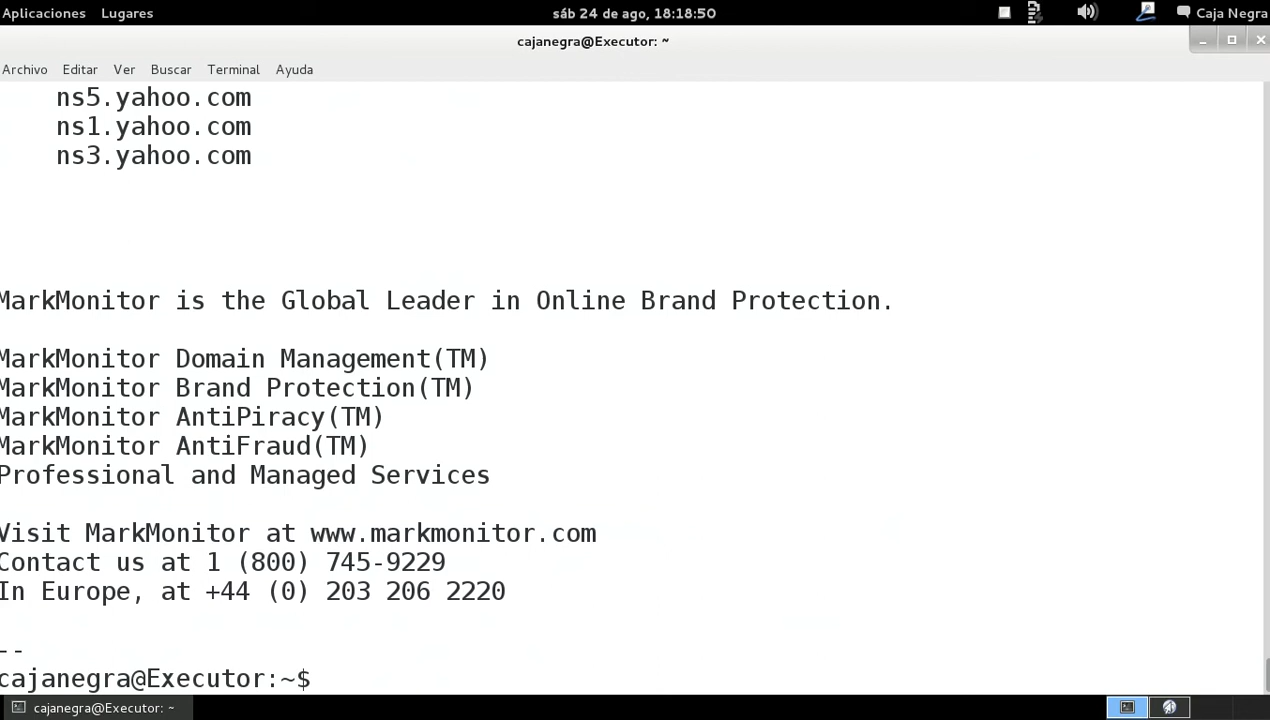 Aplicaciones Lugares sáb 24 de ago, 18:18:50 Caja Negra
cajanegra@Executor: ~
Archivo Editar Ver Buscar Terminal Ayuda
ns5.yahoo.com
ns1.yahoo.com
ns3.yahoo.com
MarkMonitor is the Global Leader in Online Brand Protection.
MarkMonitor Domain Management(TM)
MarkMonitor Brand Protection(TM)
MarkMonitor AntiPiracy(TM)
MarkMonitor AntiFraud(TM)
Professional and Managed Services
Visit MarkMonitor at www.markmonitor.com
Contact us at 1 (800) 745-9229
In Europe, at +44 (0) 203 206 2220
--
cajanegra@Executor:~$
cajanegra@Executor: ~